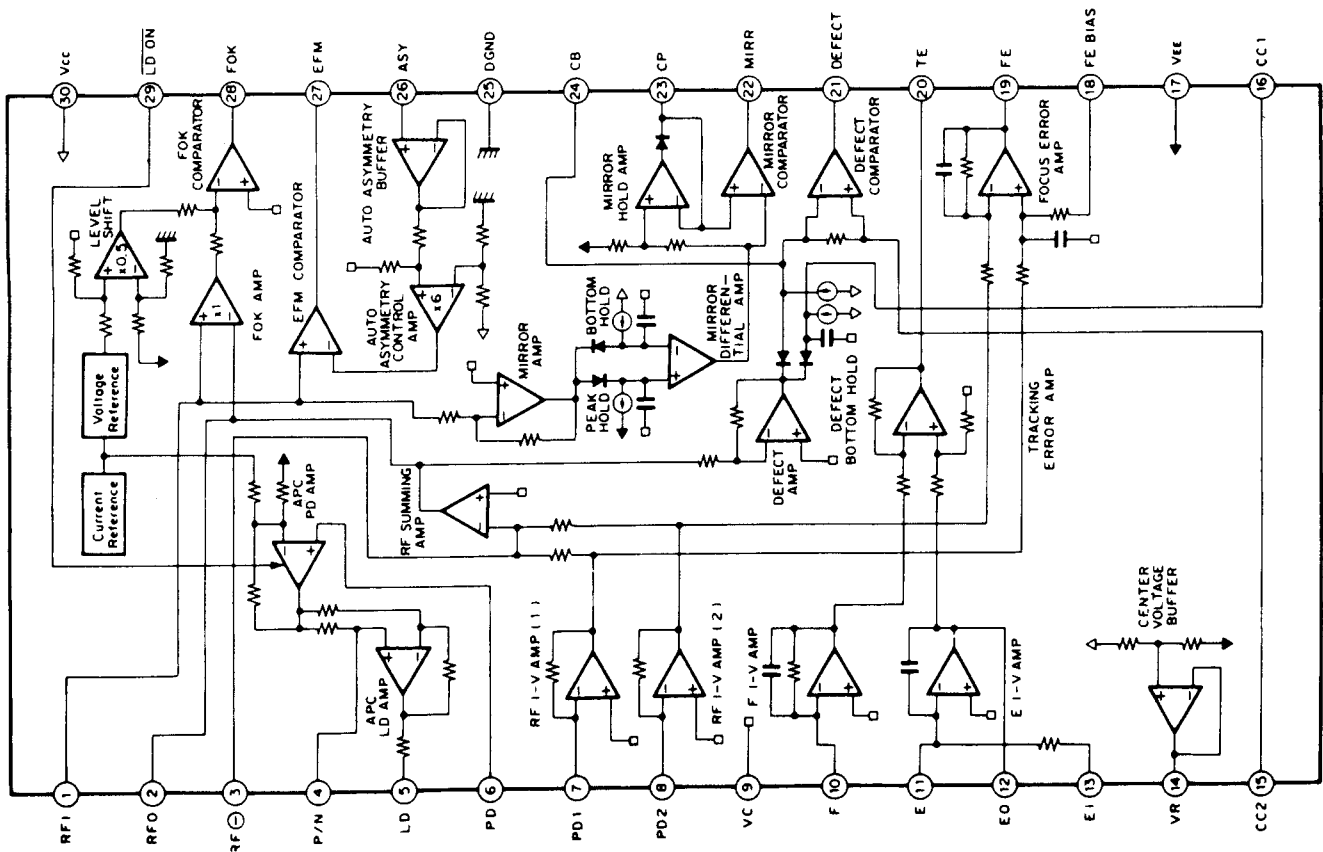 30 Vcc
29 LD ON
28 FOK
27 EFM
26 ASY
25 DGND
24 CB
23 CP
22 MIRR
21 DEFECT
20 TE
19 FE
18 FE BIAS
17 VEE
16 CC1
FOK
COMPARATOR
LEVEL
SHIFT
×0.5
×1
FOK AMP
Voltage
Reference
Current
Reference
EFM COMPARATOR
AUTO ASYMMETRY
BUFFER
AUTO
ASYMMETRY
CONTROL
AMP
×6
MIRROR
AMP
BOTTOM
HOLD
PEAK
HOLD
MIRROR
DIFFEREN-
TIAL AMP
MIRROR
HOLD AMP
MIRROR
COMPARATOR
DEFECT
COMPARATOR
FOCUS ERROR
AMP
DEFECT
AMP
DEFECT
BOTTOM HOLD
TRACKING
ERROR AMP
APC
PD AMP
RF SUMMING
AMP
APC
LD AMP
RF I-V AMP (1)
RF I-V AMP (2)
F I-V AMP
E I-V AMP
CENTER
VOLTAGE
BUFFER
RFI 1
RFO 2
RF⊖ 3
P/N 4
LD 5
PD 6
PD1 7
PD2 8
VC 9
F 10
E 11
EO 12
EI 13
VR 14
CC2 15